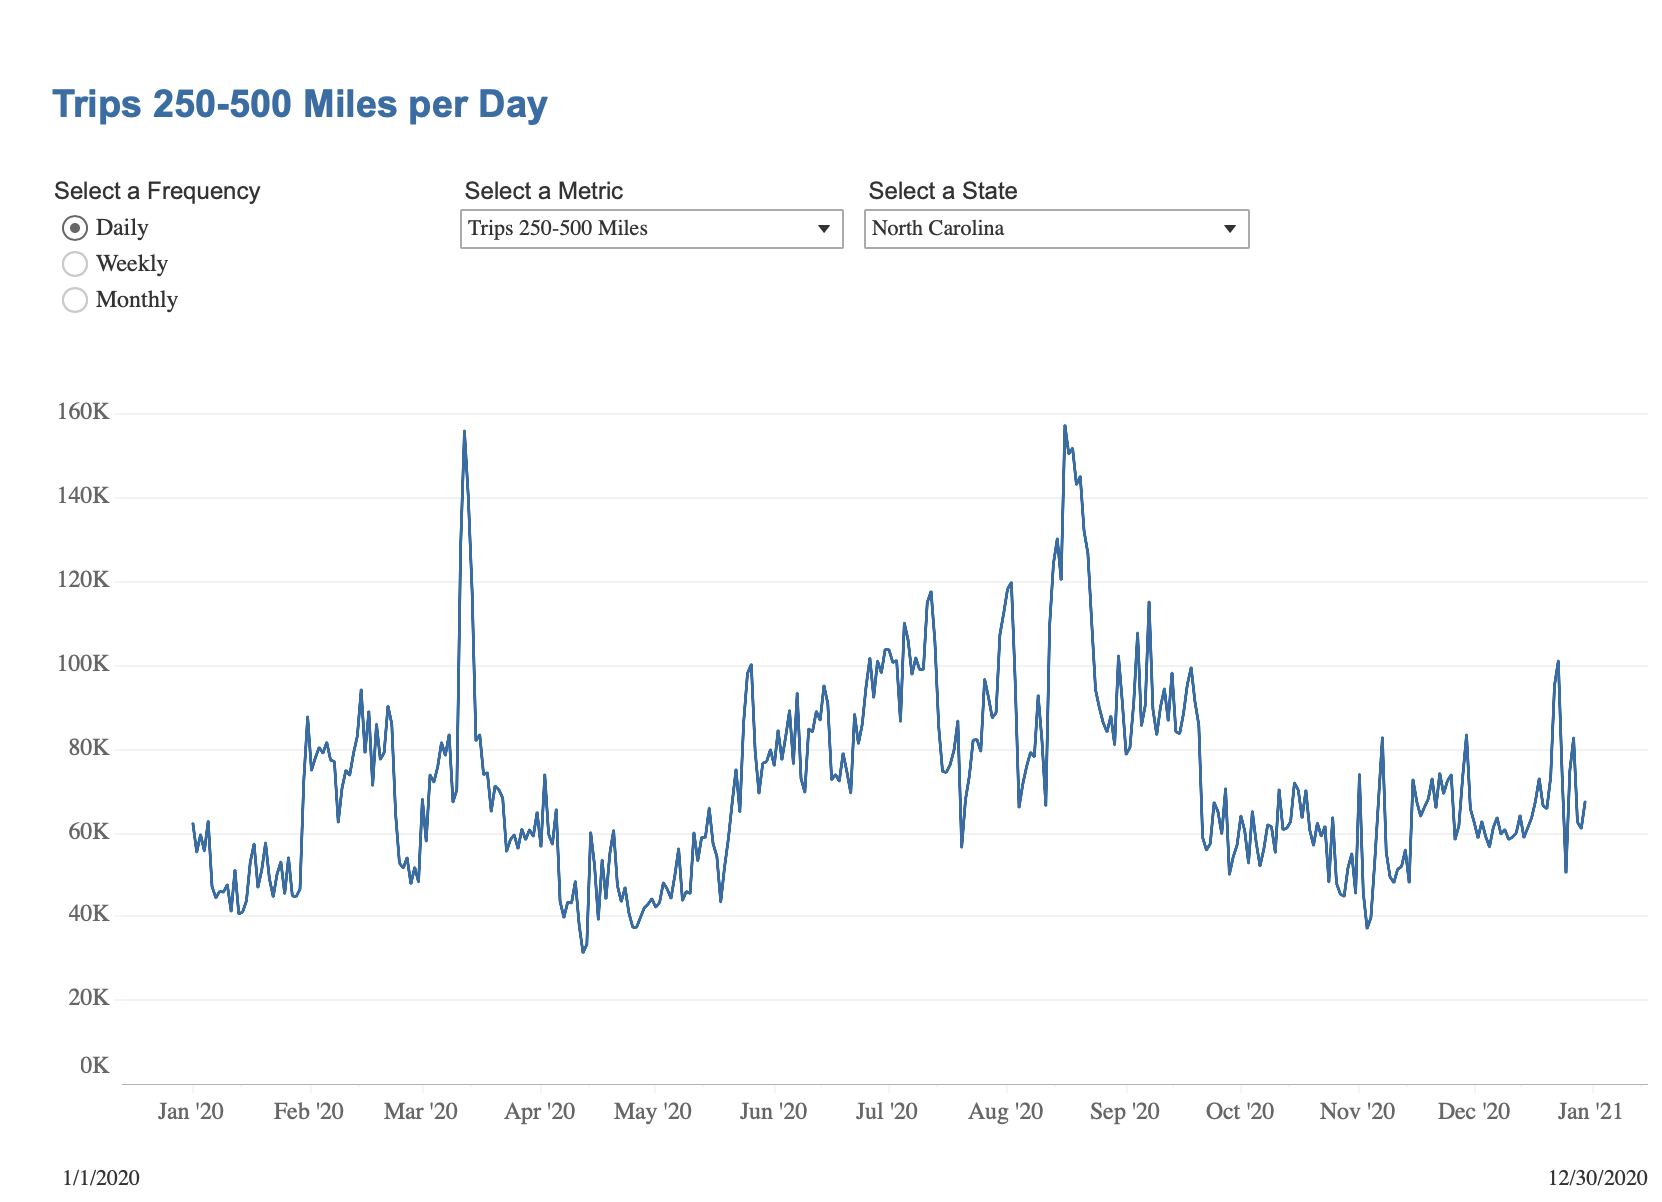 Trips 250-500 Miles per Day
Select a Frequency
Daily
Weekly
Monthly
Select a Metric
Trips 250-500 Miles
Select a State
North Carolina
160K
140K
120K
100K
80K
60K
40K
20K
0K
Jan '20 Feb '20 Mar '20 Apr '20 May '20 Jun '20 Jul '20 Aug '20 Sep '20 Oct '20 Nov '20 Dec '20 Jan '21
1/1/2020 12/30/2020